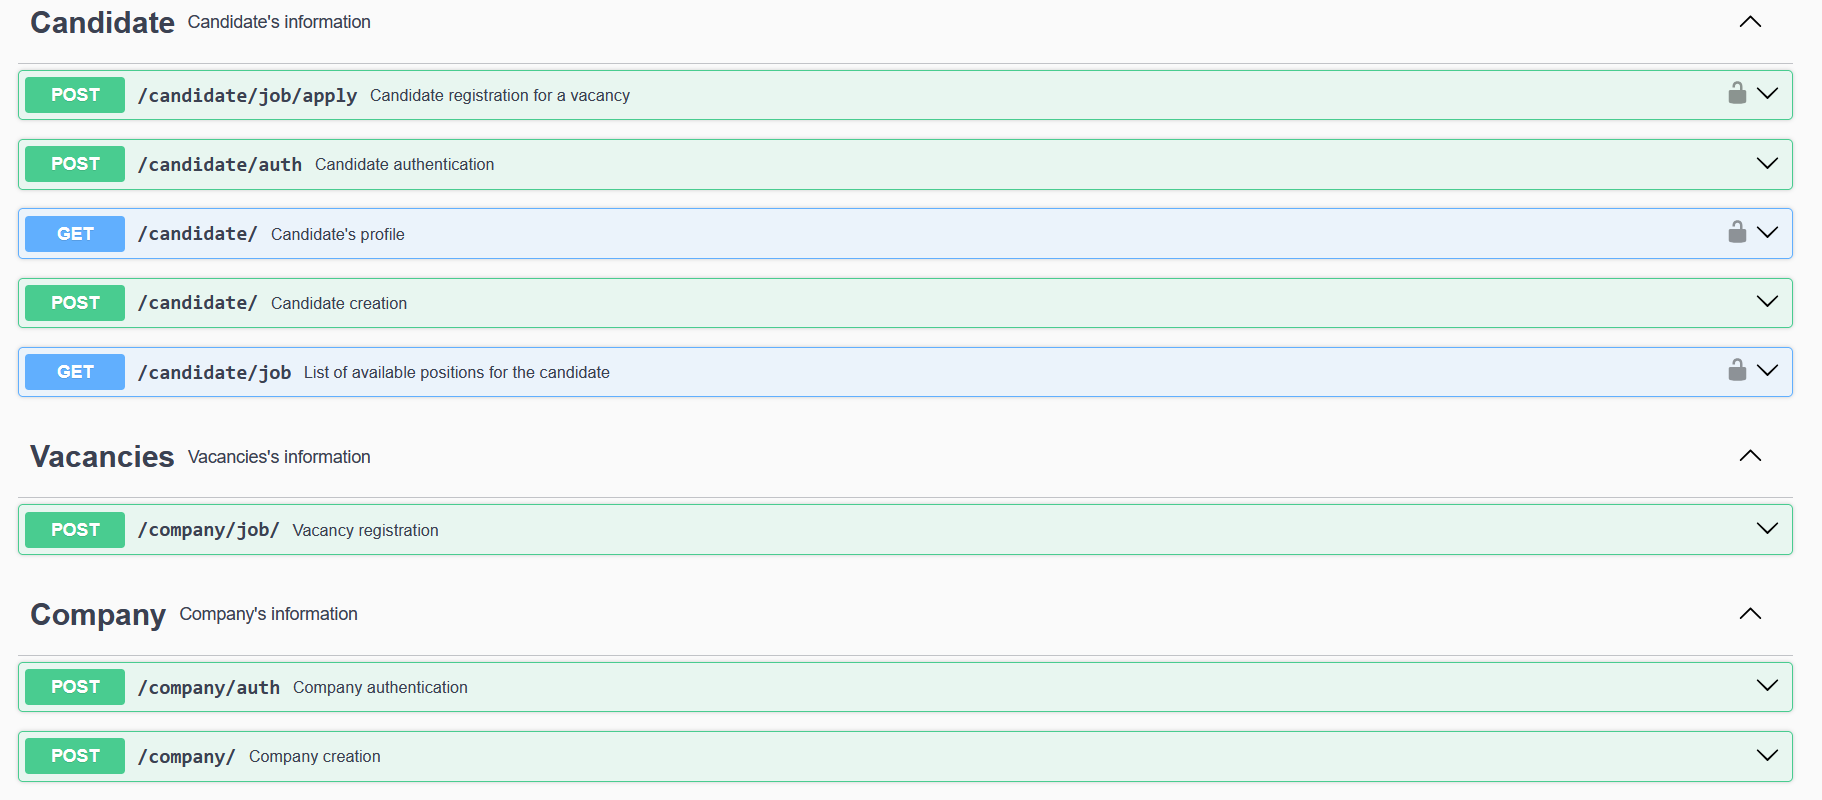 Candidate Candidate's information
POST /candidate/job/apply Candidate registration for a vacancy
POST /candidate/auth Candidate authentication
GET /candidate/ Candidate's profile
POST /candidate/ Candidate creation
GET /candidate/job List of available positions for the candidate
Vacancies Vacancies's information
POST /company/job/ Vacancy registration
Company Company's information
POST /company/auth Company authentication
POST /company/ Company creation